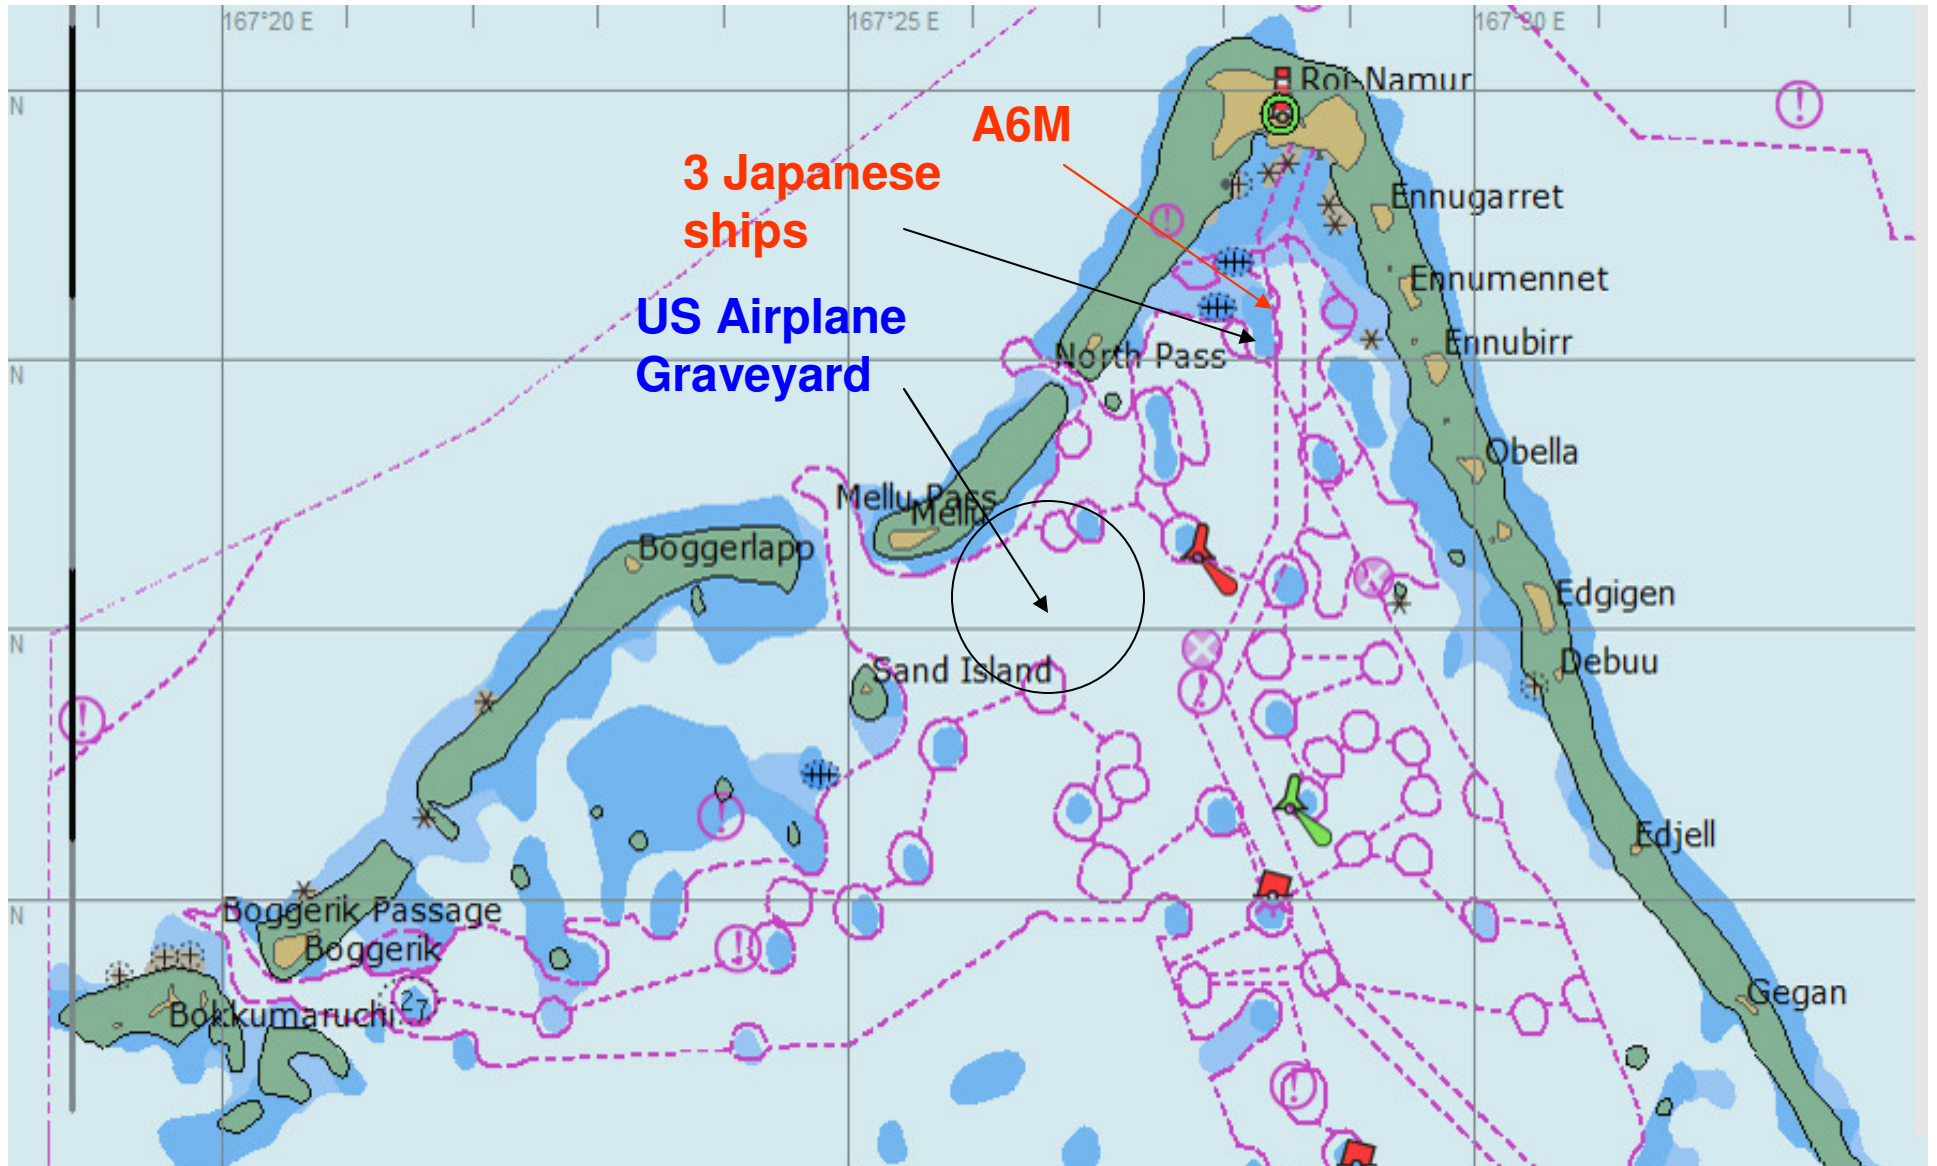 167°20 E
167°25 E
167°30 E
N
Roi-Namur
A6M
3 Japanese
ships
Ennugarret
Ennumennet
US Airplane
Graveyard
Ennubirr
North Pass
N
Obella
Mellu Pass
Mellu
Boggerlapp
Edgigen
N
Sand Island
Debuu
Edjell
Boggerik Passage
N
Boggerik
Gegan
27
Bokkumaruchi